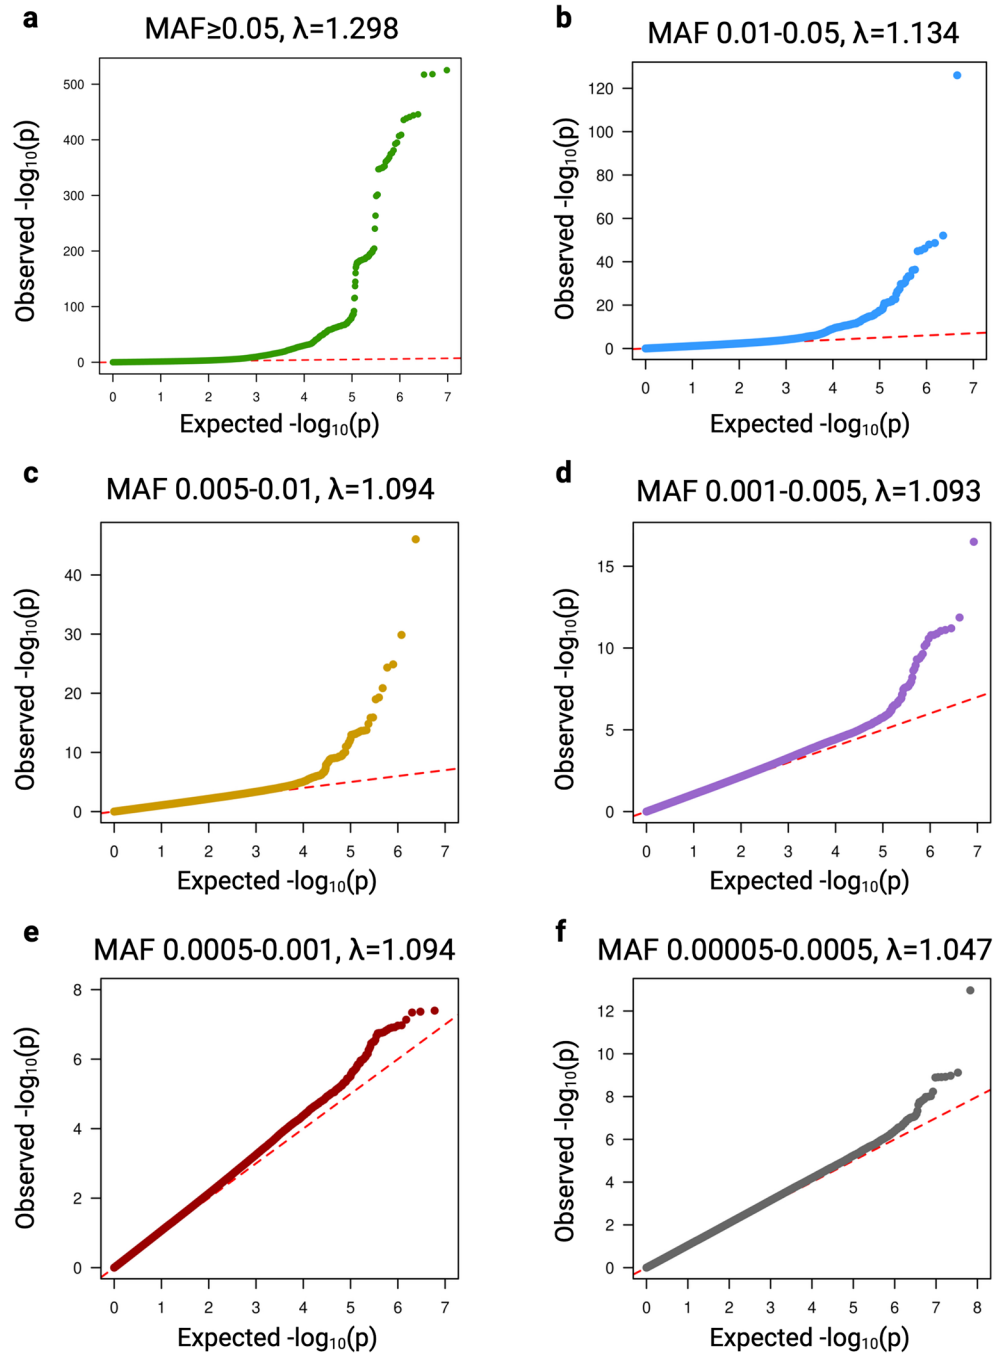 a
MAF≥0.05, λ=1.298
Observed -log₁₀(p)
500
400
300
200
100
0
0 1 2 3 4 5 6 7
Expected -log₁₀(p)
b
MAF 0.01-0.05, λ=1.134
Observed -log₁₀(p)
120
100
80
60
40
20
0
0 1 2 3 4 5 6 7
Expected -log₁₀(p)
c
MAF 0.005-0.01, λ=1.094
Observed -log₁₀(p)
40
30
20
10
0
0 1 2 3 4 5 6 7
Expected -log₁₀(p)
d
MAF 0.001-0.005, λ=1.093
Observed -log₁₀(p)
15
10
5
0
0 1 2 3 4 5 6 7
Expected -log₁₀(p)
e
MAF 0.0005-0.001, λ=1.094
Observed -log₁₀(p)
8
6
4
2
0
0 1 2 3 4 5 6 7
Expected -log₁₀(p)
f
MAF 0.00005-0.0005, λ=1.047
Observed -log₁₀(p)
12
10
8
6
4
2
0
0 1 2 3 4 5 6 7 8
Expected -log₁₀(p)